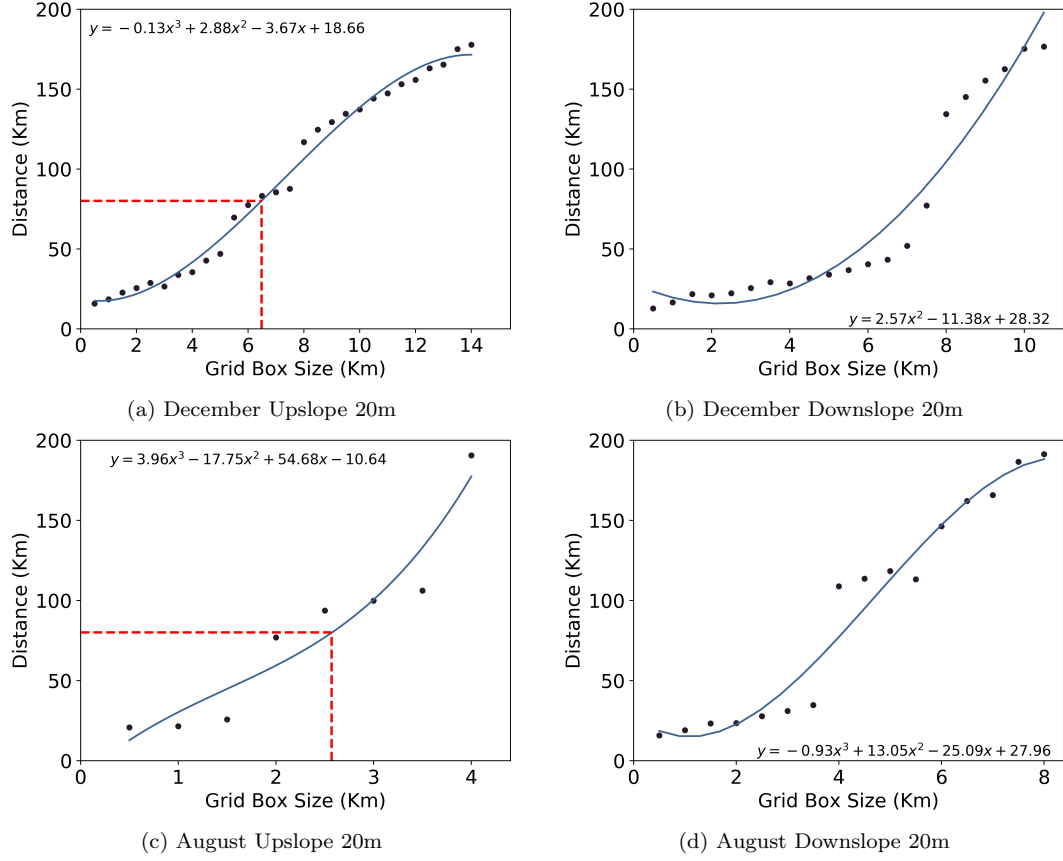 y = −0.13x³ + 2.88x² − 3.67x + 18.66
200
150
100
50
0
Distance (Km)
0 2 4 6 8 10 12 14
Grid Box Size (Km)
(a) December Upslope 20m
200
150
100
50
0
Distance (Km)
y = 2.57x² − 11.38x + 28.32
0 2 4 6 8 10
Grid Box Size (Km)
(b) December Downslope 20m
y = 3.96x³ − 17.75x² + 54.68x − 10.64
200
150
100
50
0
Distance (Km)
0 1 2 3 4
Grid Box Size (Km)
(c) August Upslope 20m
200
150
100
50
0
Distance (Km)
y = −0.93x³ + 13.05x² − 25.09x + 27.96
0 2 4 6 8
Grid Box Size (Km)
(d) August Downslope 20m